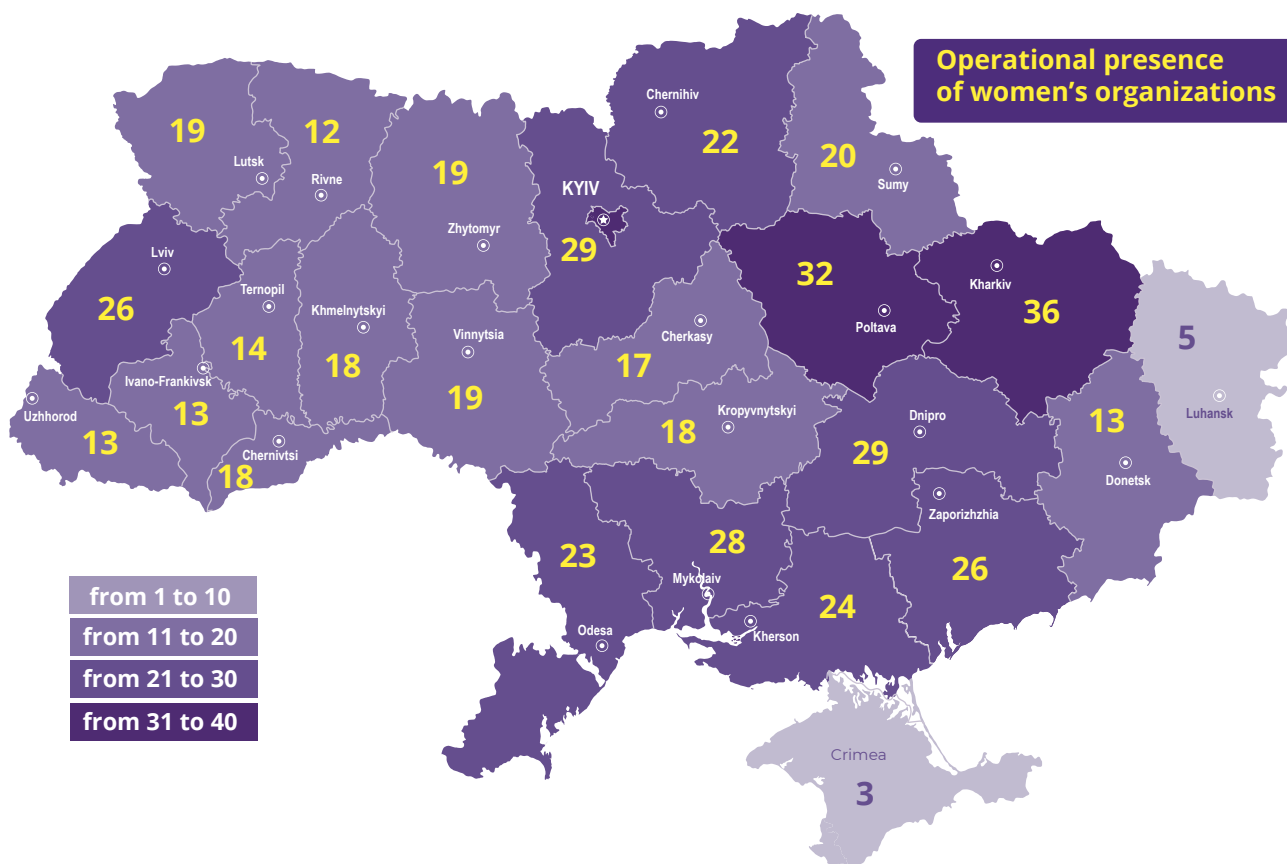 Operational presence
of women's organizations
Chernihiv
22
19
12
20
Sumy
Lutsk
Rivne
19
KYIV
Zhytomyr
29
Lviv
26
Ternopil
14
Khmelnytskyi
18
Vinnytsia
19
Cherkasy
17
32
Poltava
Kharkiv
36
5
Luhansk
Ivano-Frankivsk
13
Uzhhorod
13
Chernivtsi
18
Kropyvnytskyi
18
Dnipro
29
13
Donetsk
Zaporizhzhia
26
23
Odesa
28
Mykolaiv
24
Kherson
Crimea
3
from 1 to 10
from 11 to 20
from 21 to 30
from 31 to 40